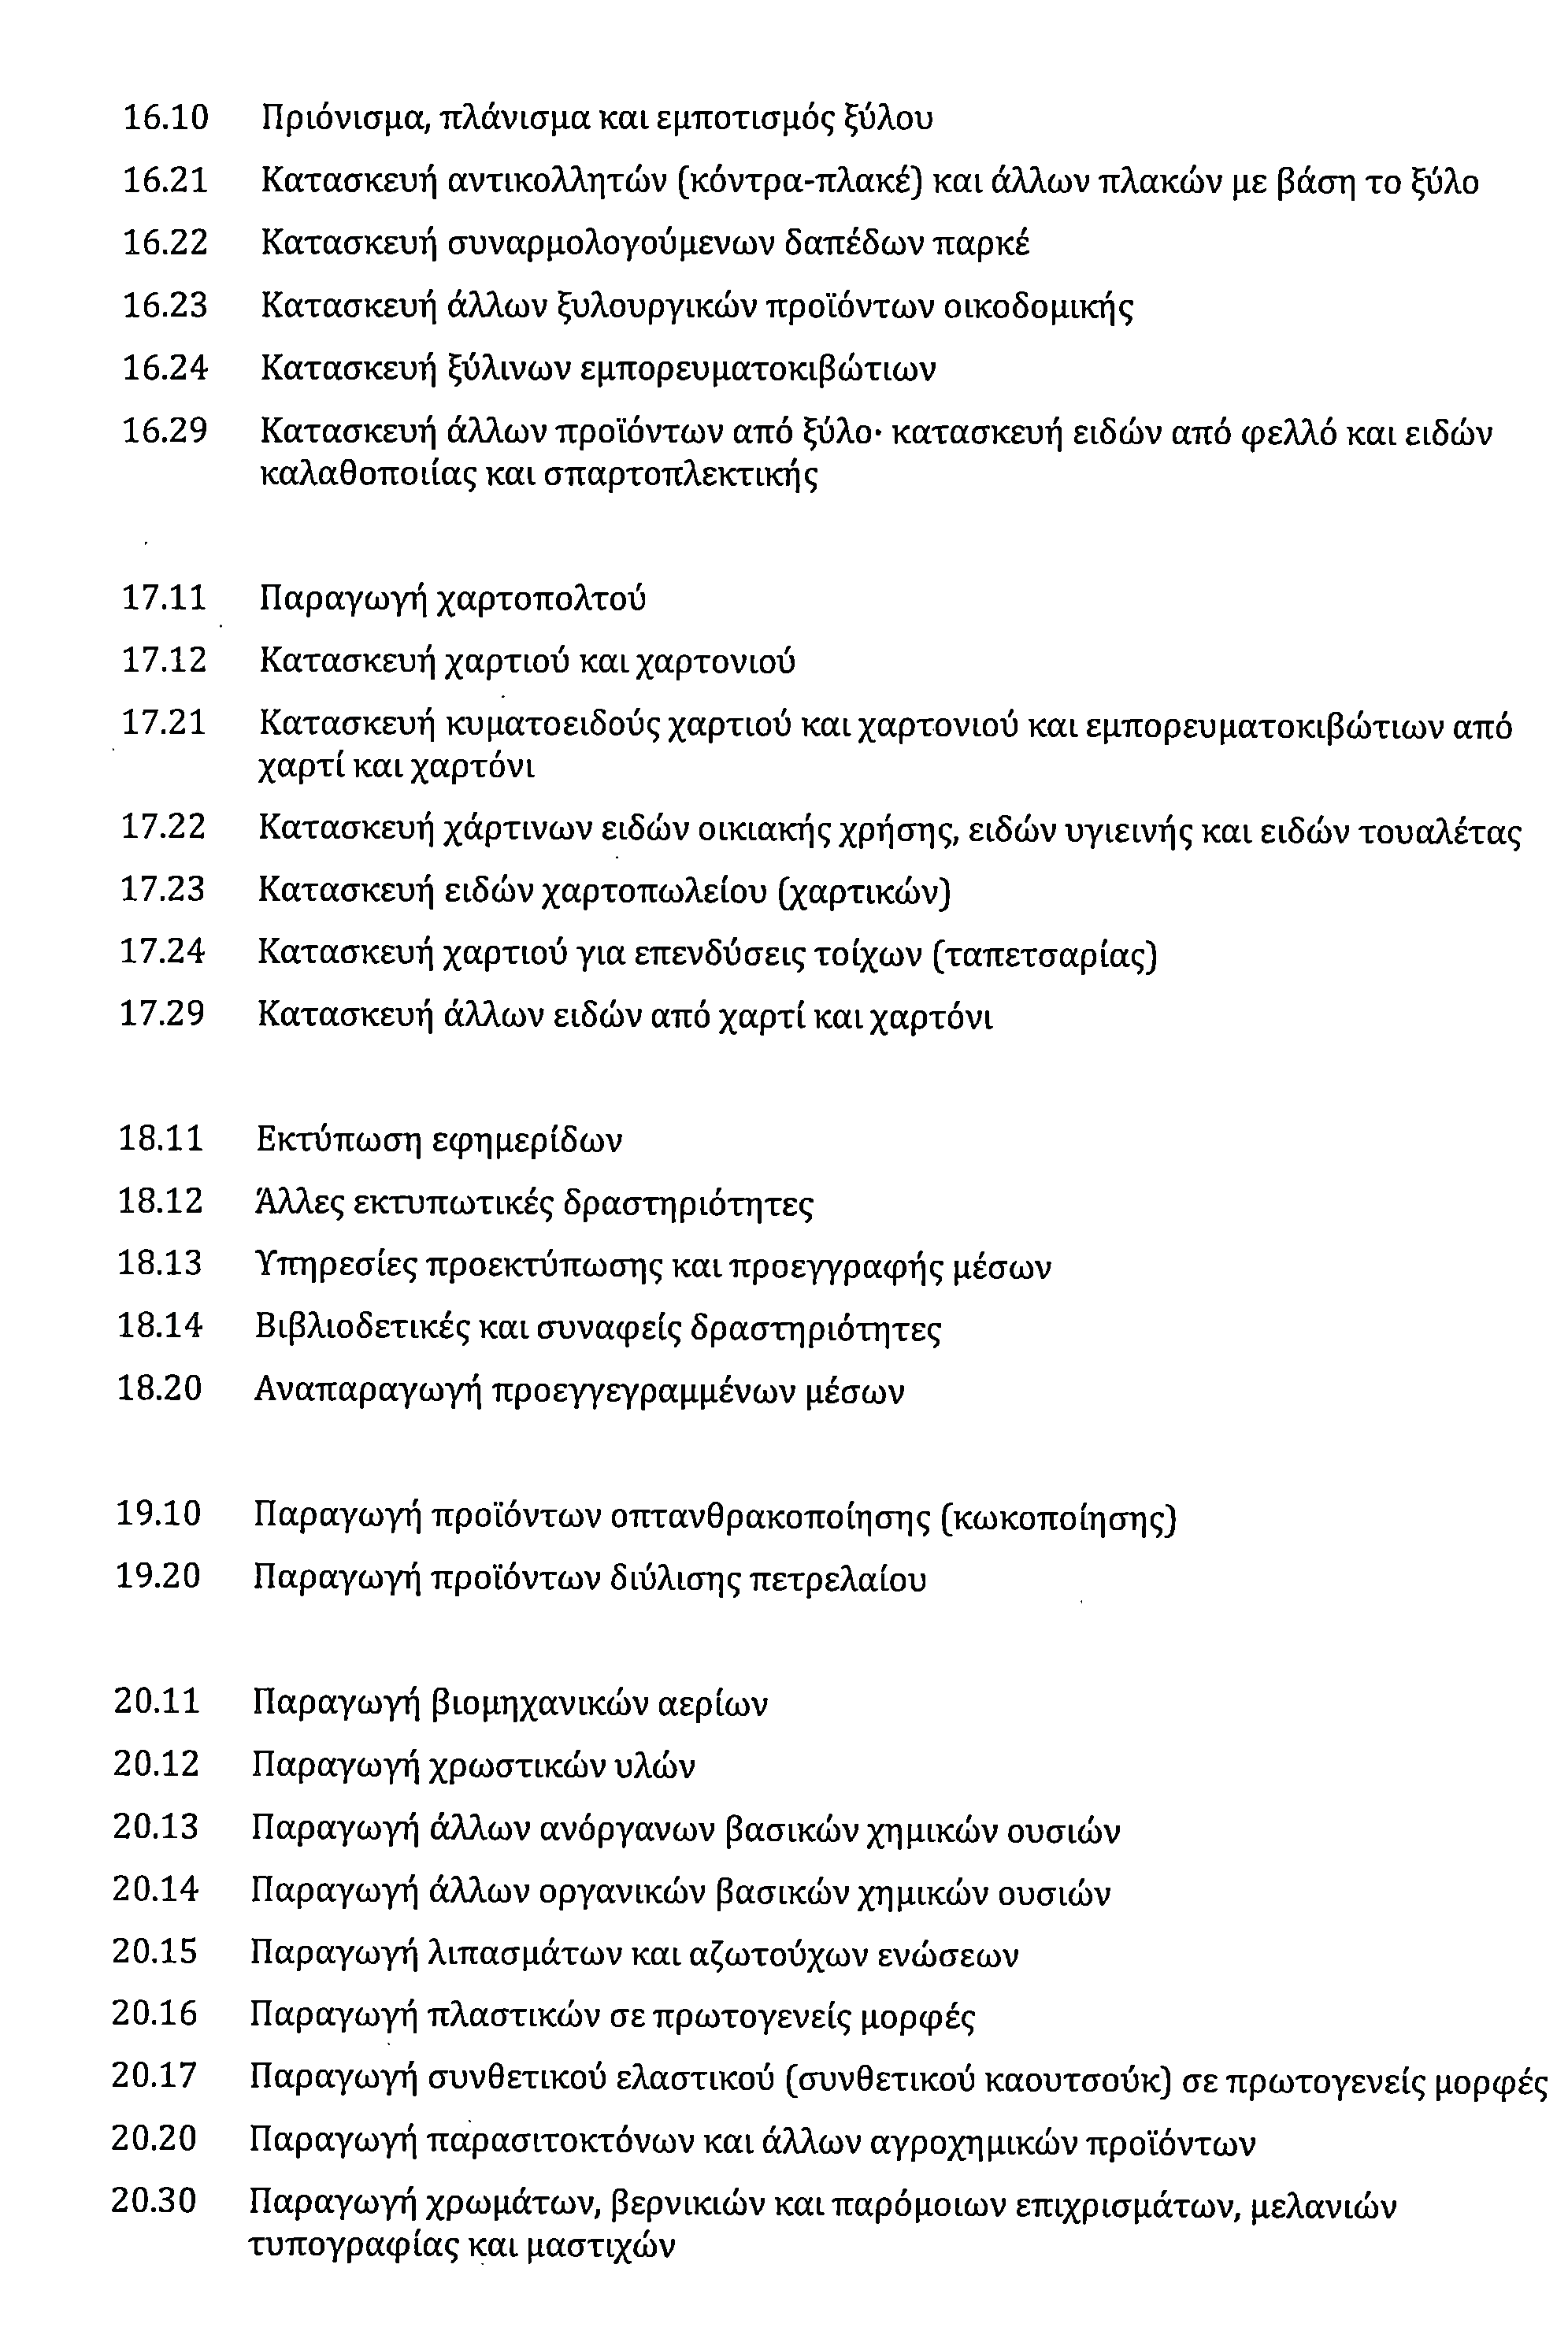 16.10 Πριόνισμα, πλάνισμα και εμποτισμός ξύλου
16.21 Κατασκευή αντικολλητών (κόντρα-πλακέ) και άλλων πλακών με βάση το ξύλο
16.22 Κατασκευή συναρμολογούμενων δαπέδων παρκέ
16.23 Κατασκευή άλλων ξυλουργικών προϊόντων οικοδομικής
16.24 Κατασκευή ξύλινων εμπορευματοκιβώτιων
16.29 Κατασκευή άλλων προϊόντων από ξύλο· κατασκευή ειδών από φελλό και ειδών
καλαθοποιίας και σπαρτοπλεκτικής
17.11 Παραγωγή χαρτοπολτού
17.12 Κατασκευή χαρτιού και χαρτονιού
17.21 Κατασκευή κυματοειδούς χαρτιού και χαρτονιού και εμπορευματοκιβώτιων από
χαρτί και χαρτόνι
17.22 Κατασκευή χάρτινων ειδών οικιακής χρήσης, ειδών υγιεινής και ειδών τουαλέτας
17.23 Κατασκευή ειδών χαρτοπωλείου (χαρτικών)
17.24 Κατασκευή χαρτιού για επενδύσεις τοίχων (ταπετσαρίας)
17.29 Κατασκευή άλλων ειδών από χαρτί και χαρτόνι
18.11 Εκτύπωση εφημερίδων
18.12 Άλλες εκτυπωτικές δραστηριότητες
18.13 Υπηρεσίες προεκτύπωσης και προεγγραφής μέσων
18.14 Βιβλιοδετικές και συναφείς δραστηριότητες
18.20 Αναπαραγωγή προεγγεγραμμένων μέσων
19.10 Παραγωγή προϊόντων οπτανθρακοποίησης (κωκοποίησης)
19.20 Παραγωγή προϊόντων διύλισης πετρελαίου
20.11 Παραγωγή βιομηχανικών αερίων
20.12 Παραγωγή χρωστικών υλών
20.13 Παραγωγή άλλων ανόργανων βασικών χημικών ουσιών
20.14 Παραγωγή άλλων οργανικών βασικών χημικών ουσιών
20.15 Παραγωγή λιπασμάτων και αζωτούχων ενώσεων
20.16 Παραγωγή πλαστικών σε πρωτογενείς μορφές
20.17 Παραγωγή συνθετικού ελαστικού (συνθετικού καουτσούκ) σε πρωτογενείς μορφές
20.20 Παραγωγή παρασιτοκτόνων και άλλων αγροχημικών προϊόντων
20.30 Παραγωγή χρωμάτων, βερνικιών και παρόμοιων επιχρισμάτων, μελανιών
τυπογραφίας και μαστιχών